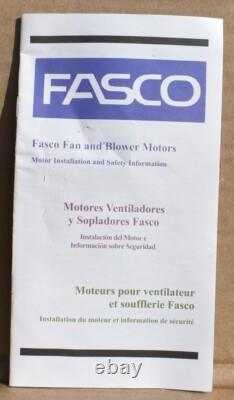 FASCO
Fasco Fan and Blower Motors
Motor Installation and Safety Information
Motores Ventiladores
y Sopladores Fasco
Instalación del Motor e
Información sobre Seguridad
Moteurs pour ventilateur
et soufflerie Fasco
Installation du moteur et information de sécurité
ebay